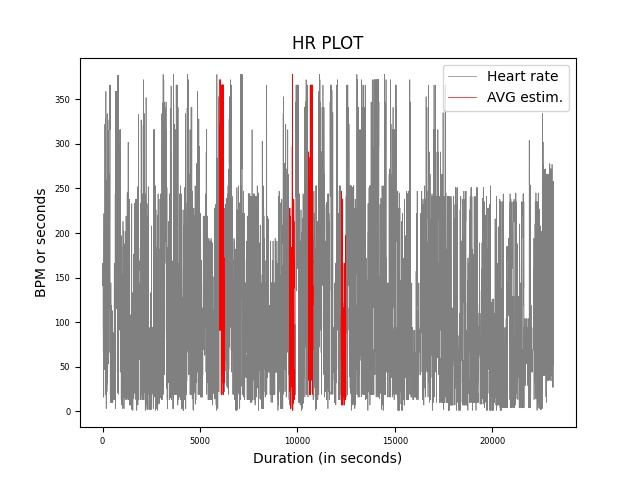 HR PLOT
Heart rate
AVG estim.
BPM or seconds
350
300
250
200
150
100
50
0
0 5000 10000 15000 20000
Duration (in seconds)